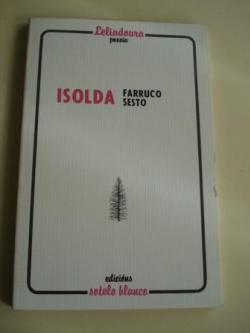 Leliadoura
poesía
ISOLDA FARRUCO
SESTO
edicións
sotelo blanco